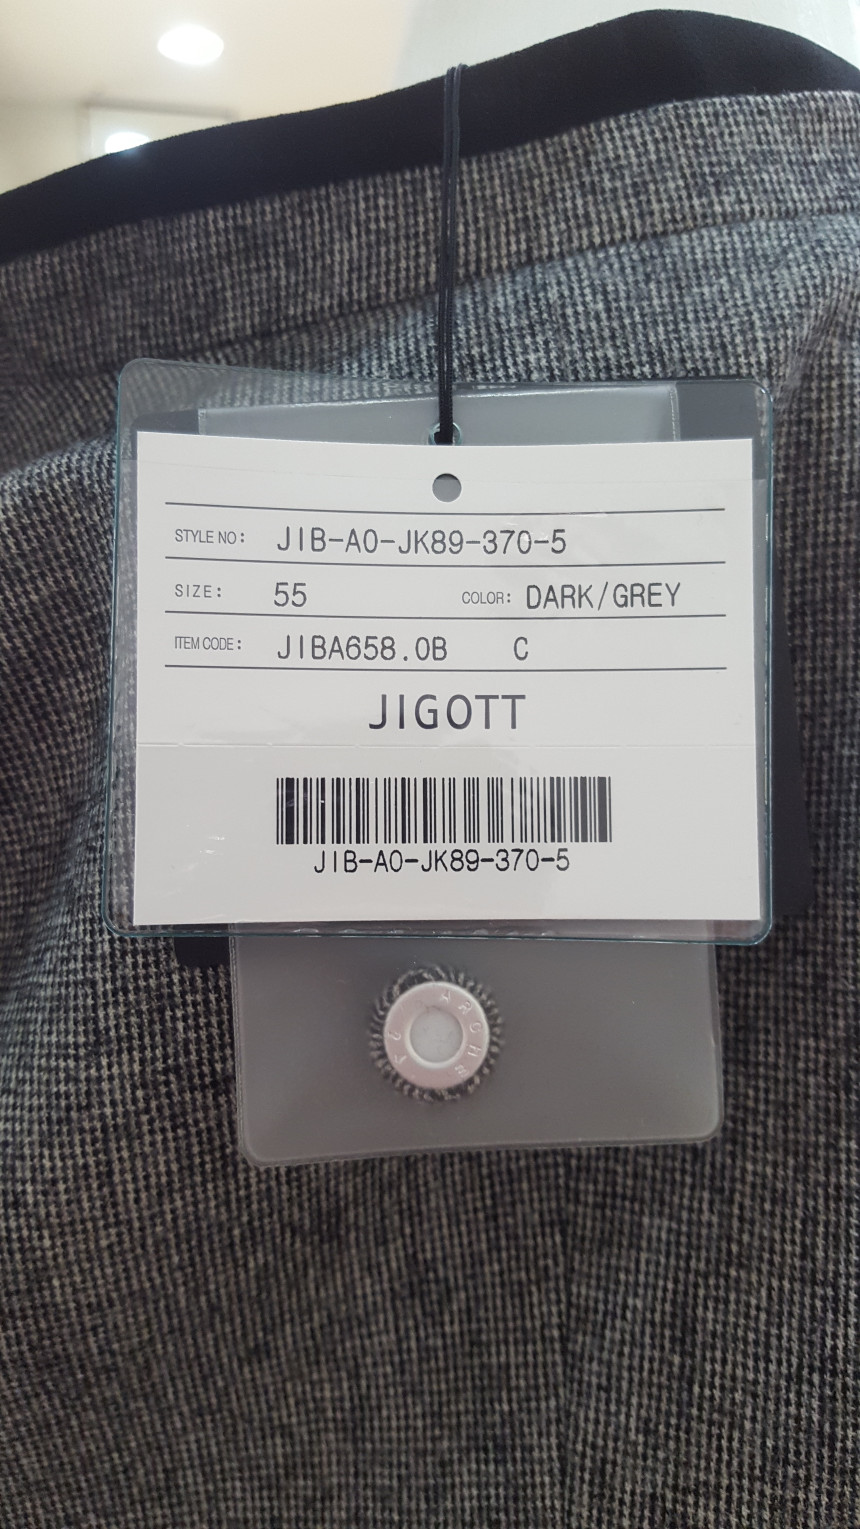 STYLE NO: JIB-A0-JK89-370-5
SIZE: 55 COLOR: DARK/GREY
ITEM CODE: JIBA658.0B C
JIGOTT
JIB-A0-JK89-370-5